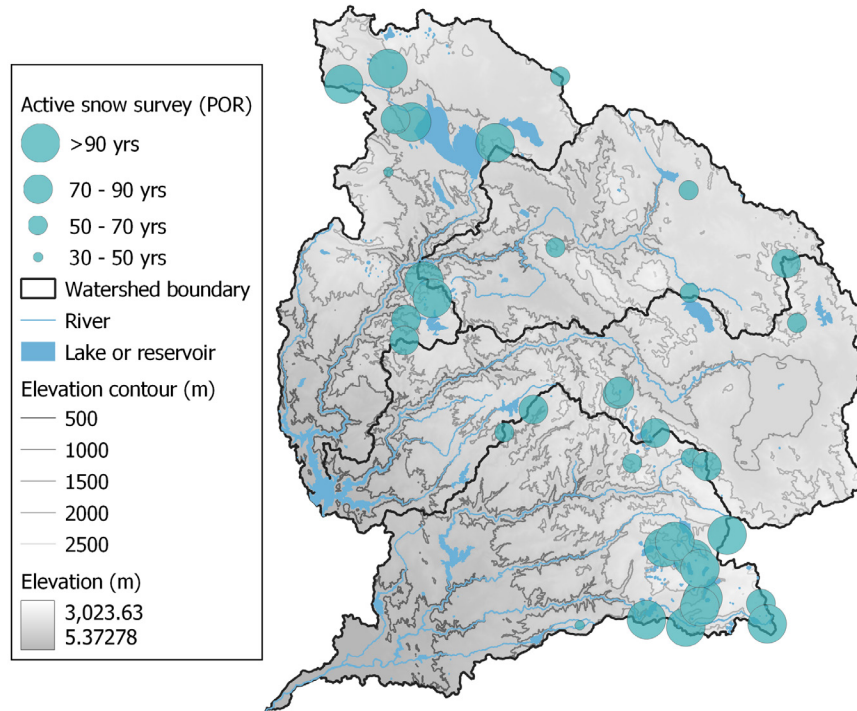 Active snow survey (POR)
>90 yrs
70 - 90 yrs
50 - 70 yrs
30 - 50 yrs
Watershed boundary
River
Lake or reservoir
Elevation contour (m)
500
1000
1500
2000
2500
Elevation (m)
3,023.63
5.37278